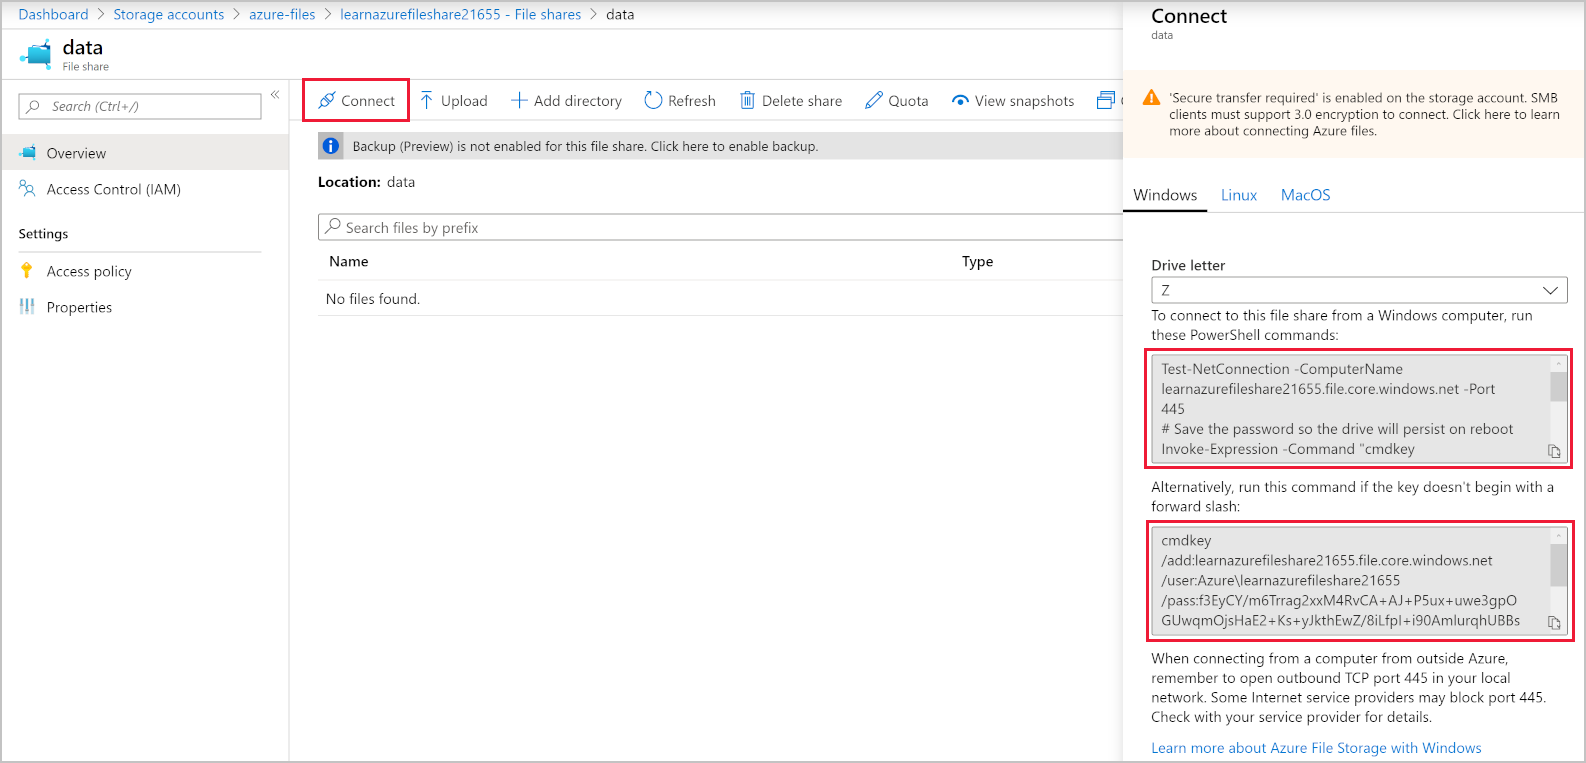 Dashboard > Storage accounts > azure-files > learnazurefileshare21655 - File shares > data
data
File share
Search (Ctrl+/)
Overview
Access Control (IAM)
Settings
Access policy
Properties
Connect
Upload
Add directory
Refresh
Delete share
Quota
View snapshots
Backup (Preview) is not enabled for this file share. Click here to enable backup.
Location: data
Search files by prefix
Name
Type
No files found.
Connect
data
'Secure transfer required' is enabled on the storage account. SMB
clients must support 3.0 encryption to connect. Click here to learn
more about connecting Azure files.
Windows
Linux
MacOS
Drive letter
Z
To connect to this file share from a Windows computer, run
these PowerShell commands:
Test-NetConnection -ComputerName
learnazurefileshare21655.file.core.windows.net -Port
445
# Save the password so the drive will persist on reboot
Invoke-Expression -Command "cmdkey
Alternatively, run this command if the key doesn't begin with a
forward slash:
cmdkey
/add:learnazurefileshare21655.file.core.windows.net
/user:Azure\learnazurefileshare21655
/pass:f3EyCY/m6Trrag2xxM4RvCA+AJ+P5ux+uwe3gpO
GUwqmOjsHaE2+Ks+yJkthEwZ/8iLfpI+i90AmlurqhUBBs
When connecting from a computer from outside Azure,
remember to open outbound TCP port 445 in your local
network. Some Internet service providers may block port 445.
Check with your service provider for details.
Learn more about Azure File Storage with Windows